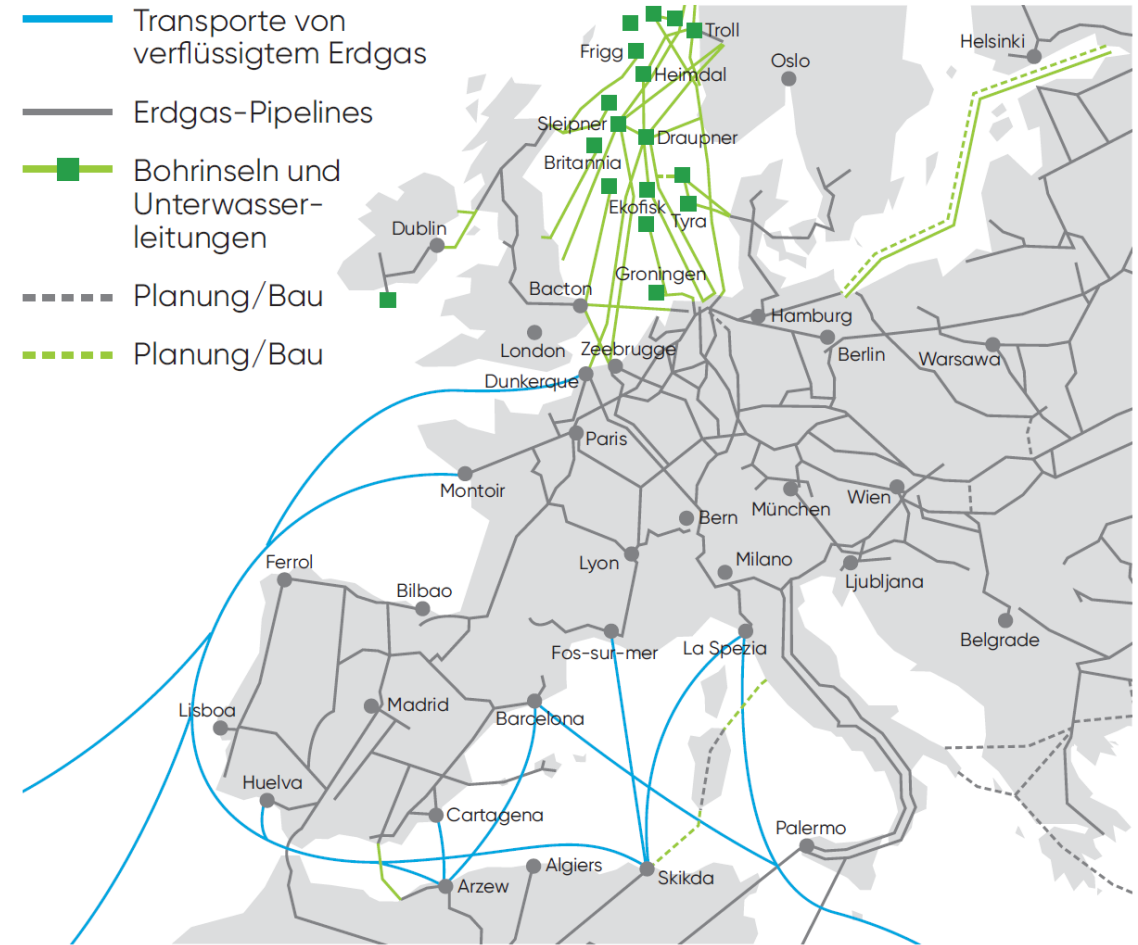 Transporte von
verflüssigtem Erdgas
Erdgas-Pipelines
Bohrinseln und
Unterwasser-
leitungen
Planung/Bau
Planung/Bau
Troll
Frigg
Heimdal
Oslo
Helsinki
Sleipner
Draupner
Britannia
Ekofisk
Tyra
Dublin
Groningen
Bacton
Hamburg
London
Zeebrugge
Berlin
Warsawa
Dunkerque
Paris
Montoir
München
Wien
Bern
Lyon
Milano
Ljubljana
Ferrol
Bilbao
Belgrade
Fos-sur-mer
La Spezia
Lisboa
Madrid
Barcelona
Huelva
Cartagena
Palermo
Algiers
Skikda
Arzew